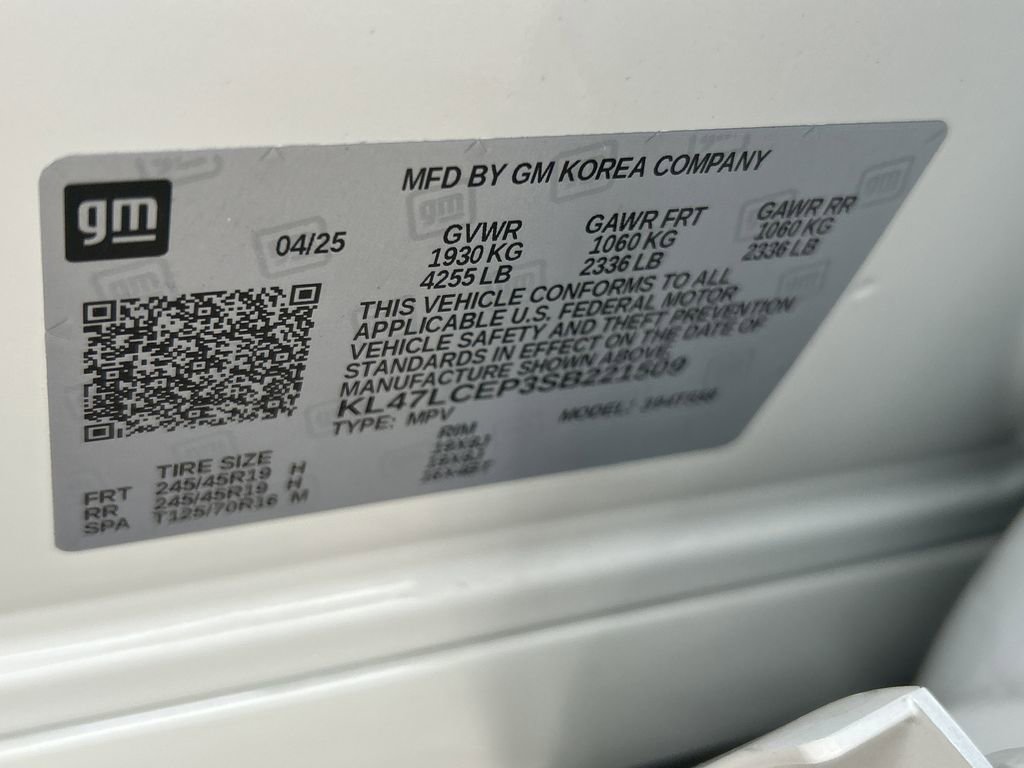 gm
MFD BY GM KOREA COMPANY
04/25
GVWR
1930 KG
4255 LB
GAWR FRT
1060 KG
2336 LB
GAWR RR
1060 KG
2336 LB
THIS VEHICLE CONFORMS TO ALL
APPLICABLE U.S. FEDERAL MOTOR
VEHICLE SAFETY AND THEFT PREVENTION
STANDARDS IN EFFECT ON THE DATE OF
MANUFACTURE SHOWN ABOVE.
KL47LCEP3SB221509
TYPE: MPV
MODEL:
TIRE SIZE
RIM
FRT 245/45R19 H
RR 245/45R19 H
SPA T125/70R16 M